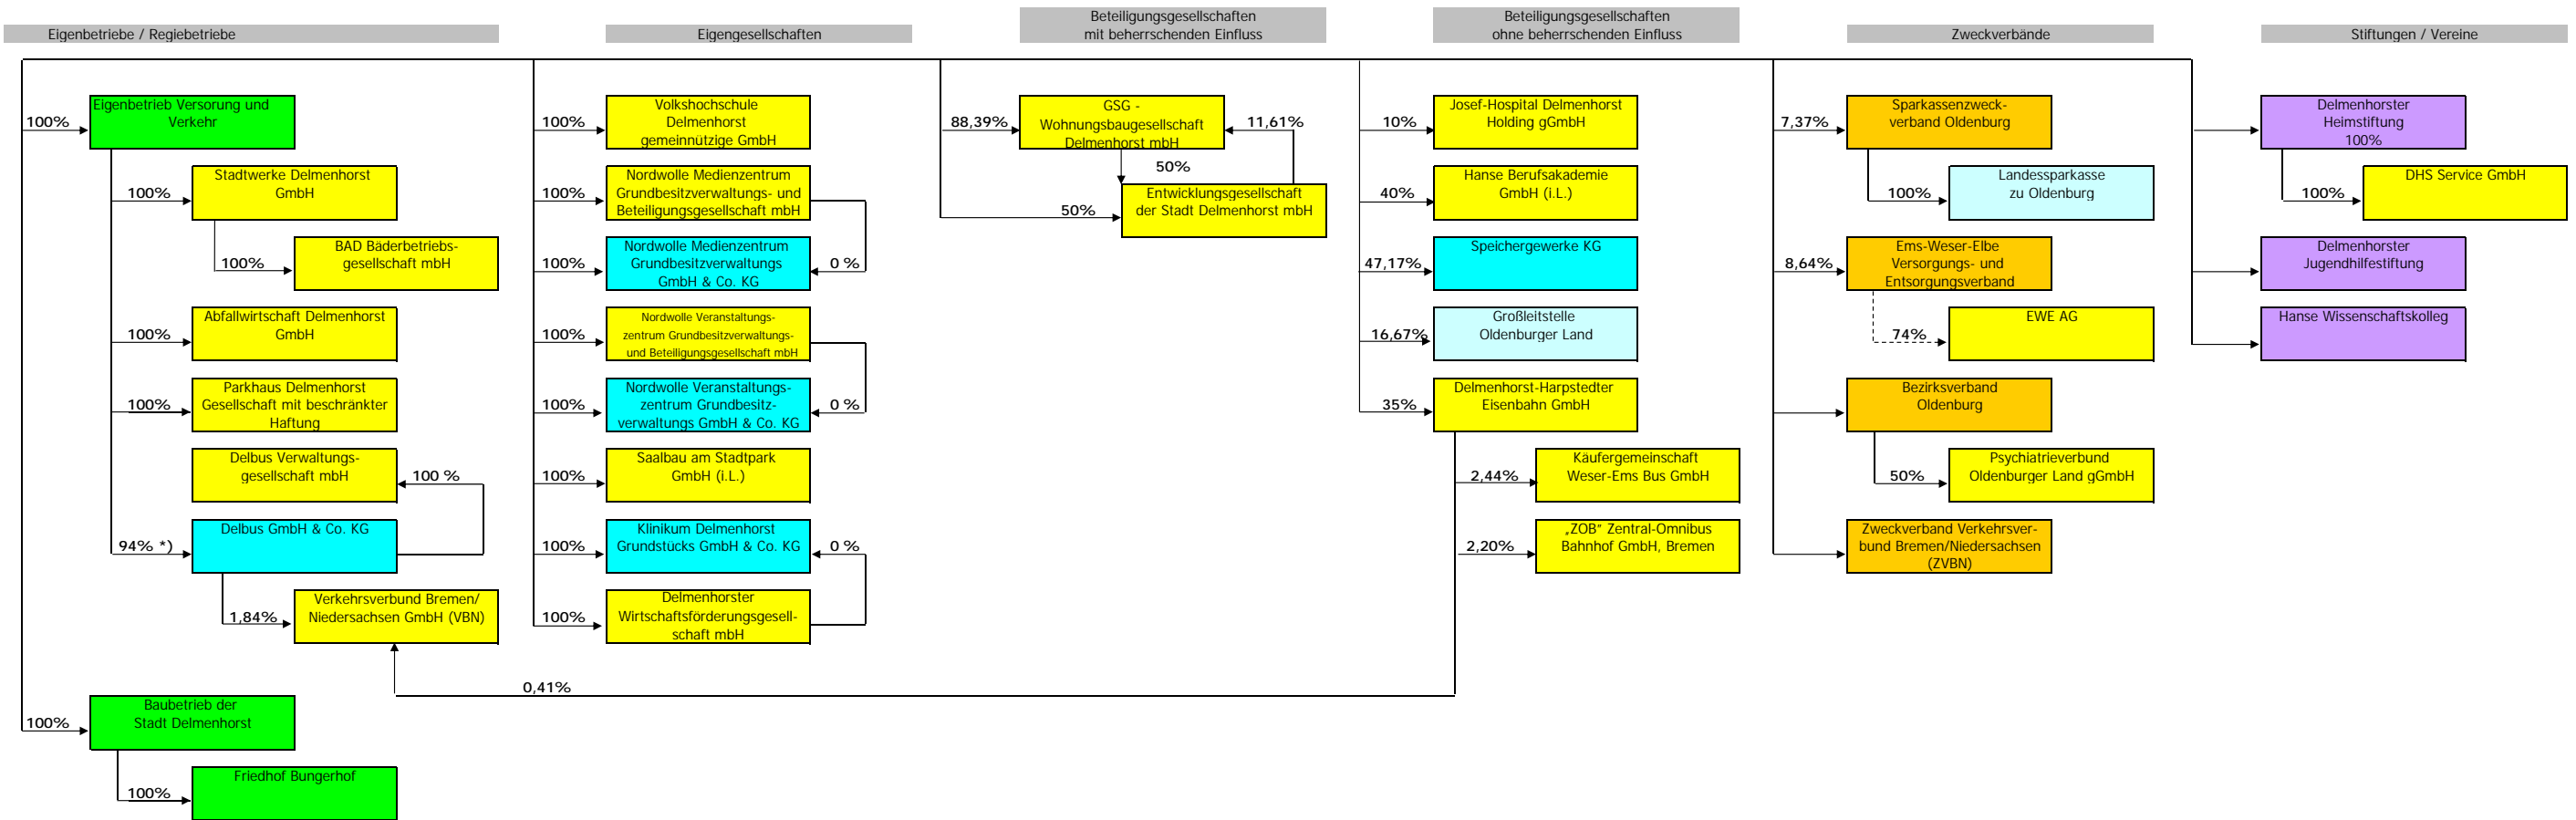 Eigenbetriebe / Regiebetriebe
Eigengesellschaften
Beteiligungsgesellschaften
mit beherrschenden Einfluss
Beteiligungsgesellschaften
ohne beherrschenden Einfluss
Zweckverbände
Stiftungen / Vereine
100%
Eigenbetrieb Versorung und
Verkehr
100%
Stadtwerke Delmenhorst
GmbH
100%
BAD Bäderbetriebs-
gesellschaft mbH
100%
Abfallwirtschaft Delmenhorst
GmbH
100%
Parkhaus Delmenhorst
Gesellschaft mit beschränkter
Haftung
Delbus Verwaltungs-
gesellschaft mbH
100 %
94% *)
Delbus GmbH & Co. KG
1,84%
Verkehrsverbund Bremen/
Niedersachsen GmbH (VBN)
0,41%
100%
Baubetrieb der
Stadt Delmenhorst
100%
Friedhof Bungerhof
100%
Volkshochschule
Delmenhorst
gemeinnützige GmbH
100%
Nordwolle Medienzentrum
Grundbesitzverwaltungs- und
Beteiligungsgesellschaft mbH
100%
Nordwolle Medienzentrum
Grundbesitzverwaltungs
GmbH & Co. KG
0 %
100%
Nordwolle Veranstaltungs-
zentrum Grundbesitzverwaltungs-
und Beteiligungsgesellschaft mbH
100%
Nordwolle Veranstaltungs-
zentrum Grundbesitz-
verwaltungs GmbH & Co. KG
0 %
100%
Saalbau am Stadtpark
GmbH (i.L.)
100%
Klinikum Delmenhorst
Grundstücks GmbH & Co. KG
0 %
100%
Delmenhorster
Wirtschaftsförderungsgesell-
schaft mbH
88,39%
GSG -
Wohnungsbaugesellschaft
Delmenhorst mbH
11,61%
50%
50%
Entwicklungsgesellschaft
der Stadt Delmenhorst mbH
10%
Josef-Hospital Delmenhorst
Holding gGmbH
40%
Hanse Berufsakademie
GmbH (i.L.)
47,17%
Speichergewerke KG
16,67%
Großleitstelle
Oldenburger Land
35%
Delmenhorst-Harpstedter
Eisenbahn GmbH
2,44%
Käufergemeinschaft
Weser-Ems Bus GmbH
2,20%
„ZOB" Zentral-Omnibus
Bahnhof GmbH, Bremen
7,37%
Sparkassenzweck-
verband Oldenburg
100%
Landessparkasse
zu Oldenburg
8,64%
Ems-Weser-Elbe
Versorgungs- und
Entsorgungsverband
74%
EWE AG
Bezirksverband
Oldenburg
50%
Psychiatrieverbund
Oldenburger Land gGmbH
Zweckverband Verkehrsver-
bund Bremen/Niedersachsen
(ZVBN)
Delmenhorster
Heimstiftung
100%
100%
DHS Service GmbH
Delmenhorster
Jugendhilfestiftung
Hanse Wissenschaftskolleg